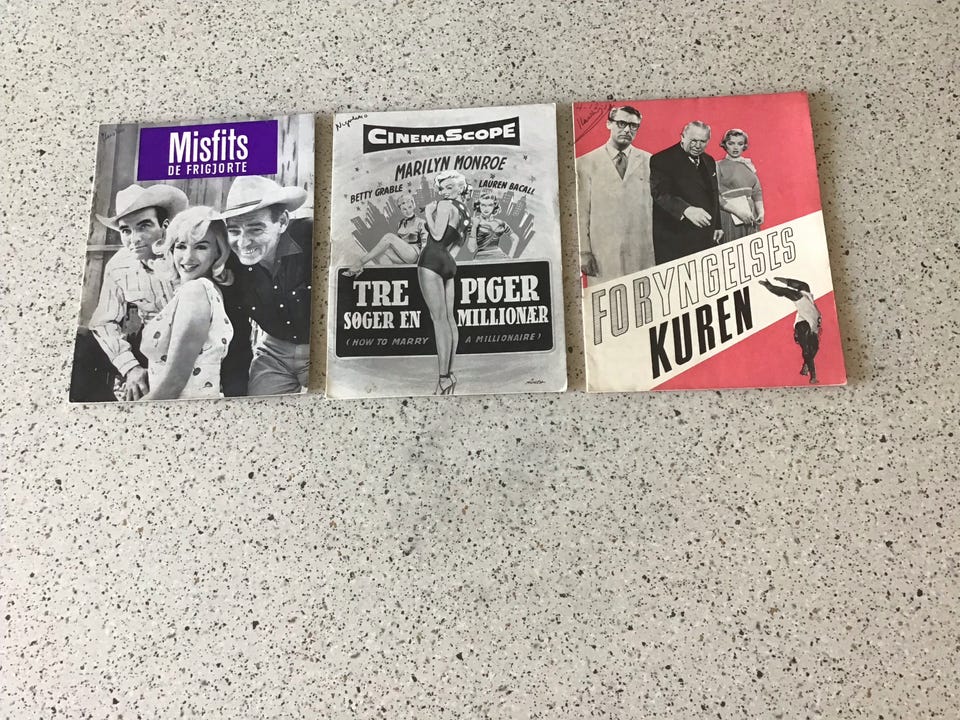 Misfits
DE FRIGJORTE
CINEMASCOPE
MARILYN MONROE
BETTY GRABLE
LAUREN BACALL
TRE PIGER
SØGER EN MILLIONÆR
(HOW TO MARRY A MILLIONAIRE)
FORYNGELSES
KUREN